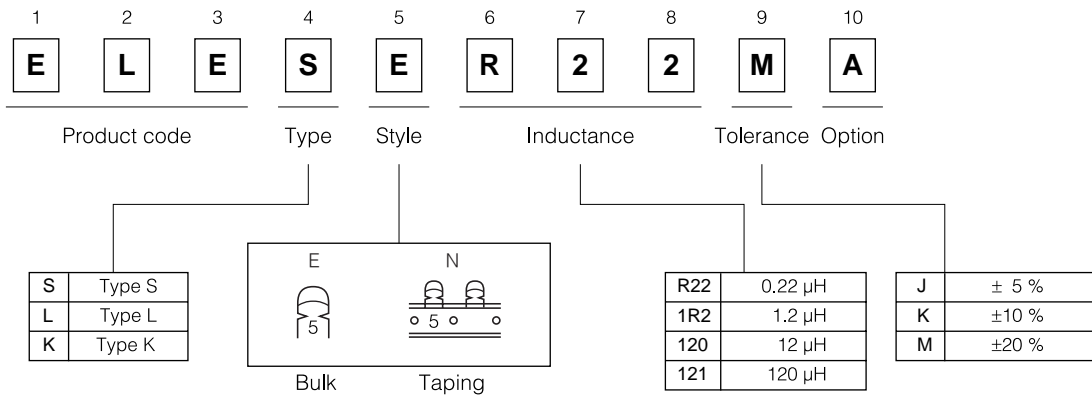 1 2 3 4 5 6 7 8 9 10
E L E S E R 2 2 M A
Product code Type Style Inductance Tolerance Option
S Type S
L Type L
K Type K
E N
5 5
Bulk Taping
R22 0.22 µH
1R2 1.2 µH
120 12 µH
121 120 µH
J ± 5 %
K ±10 %
M ±20 %